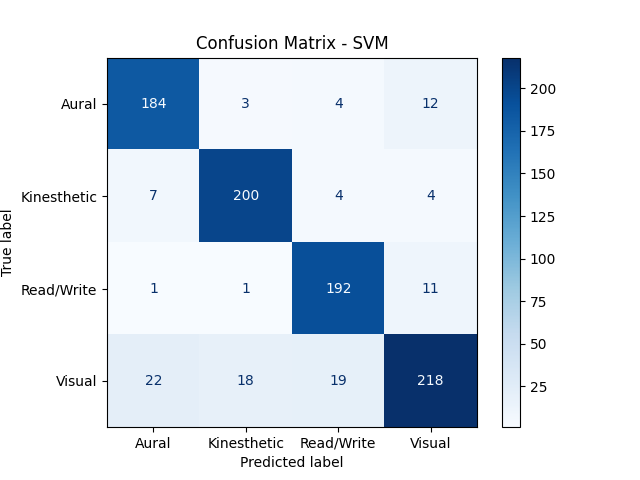 Confusion Matrix - SVM
Aural 184 3 4 12
Kinesthetic 7 200 4 4
Read/Write 1 1 192 11
Visual 22 18 19 218
Aural Kinesthetic Read/Write Visual
Predicted label
True label
200
175
150
125
100
75
50
25